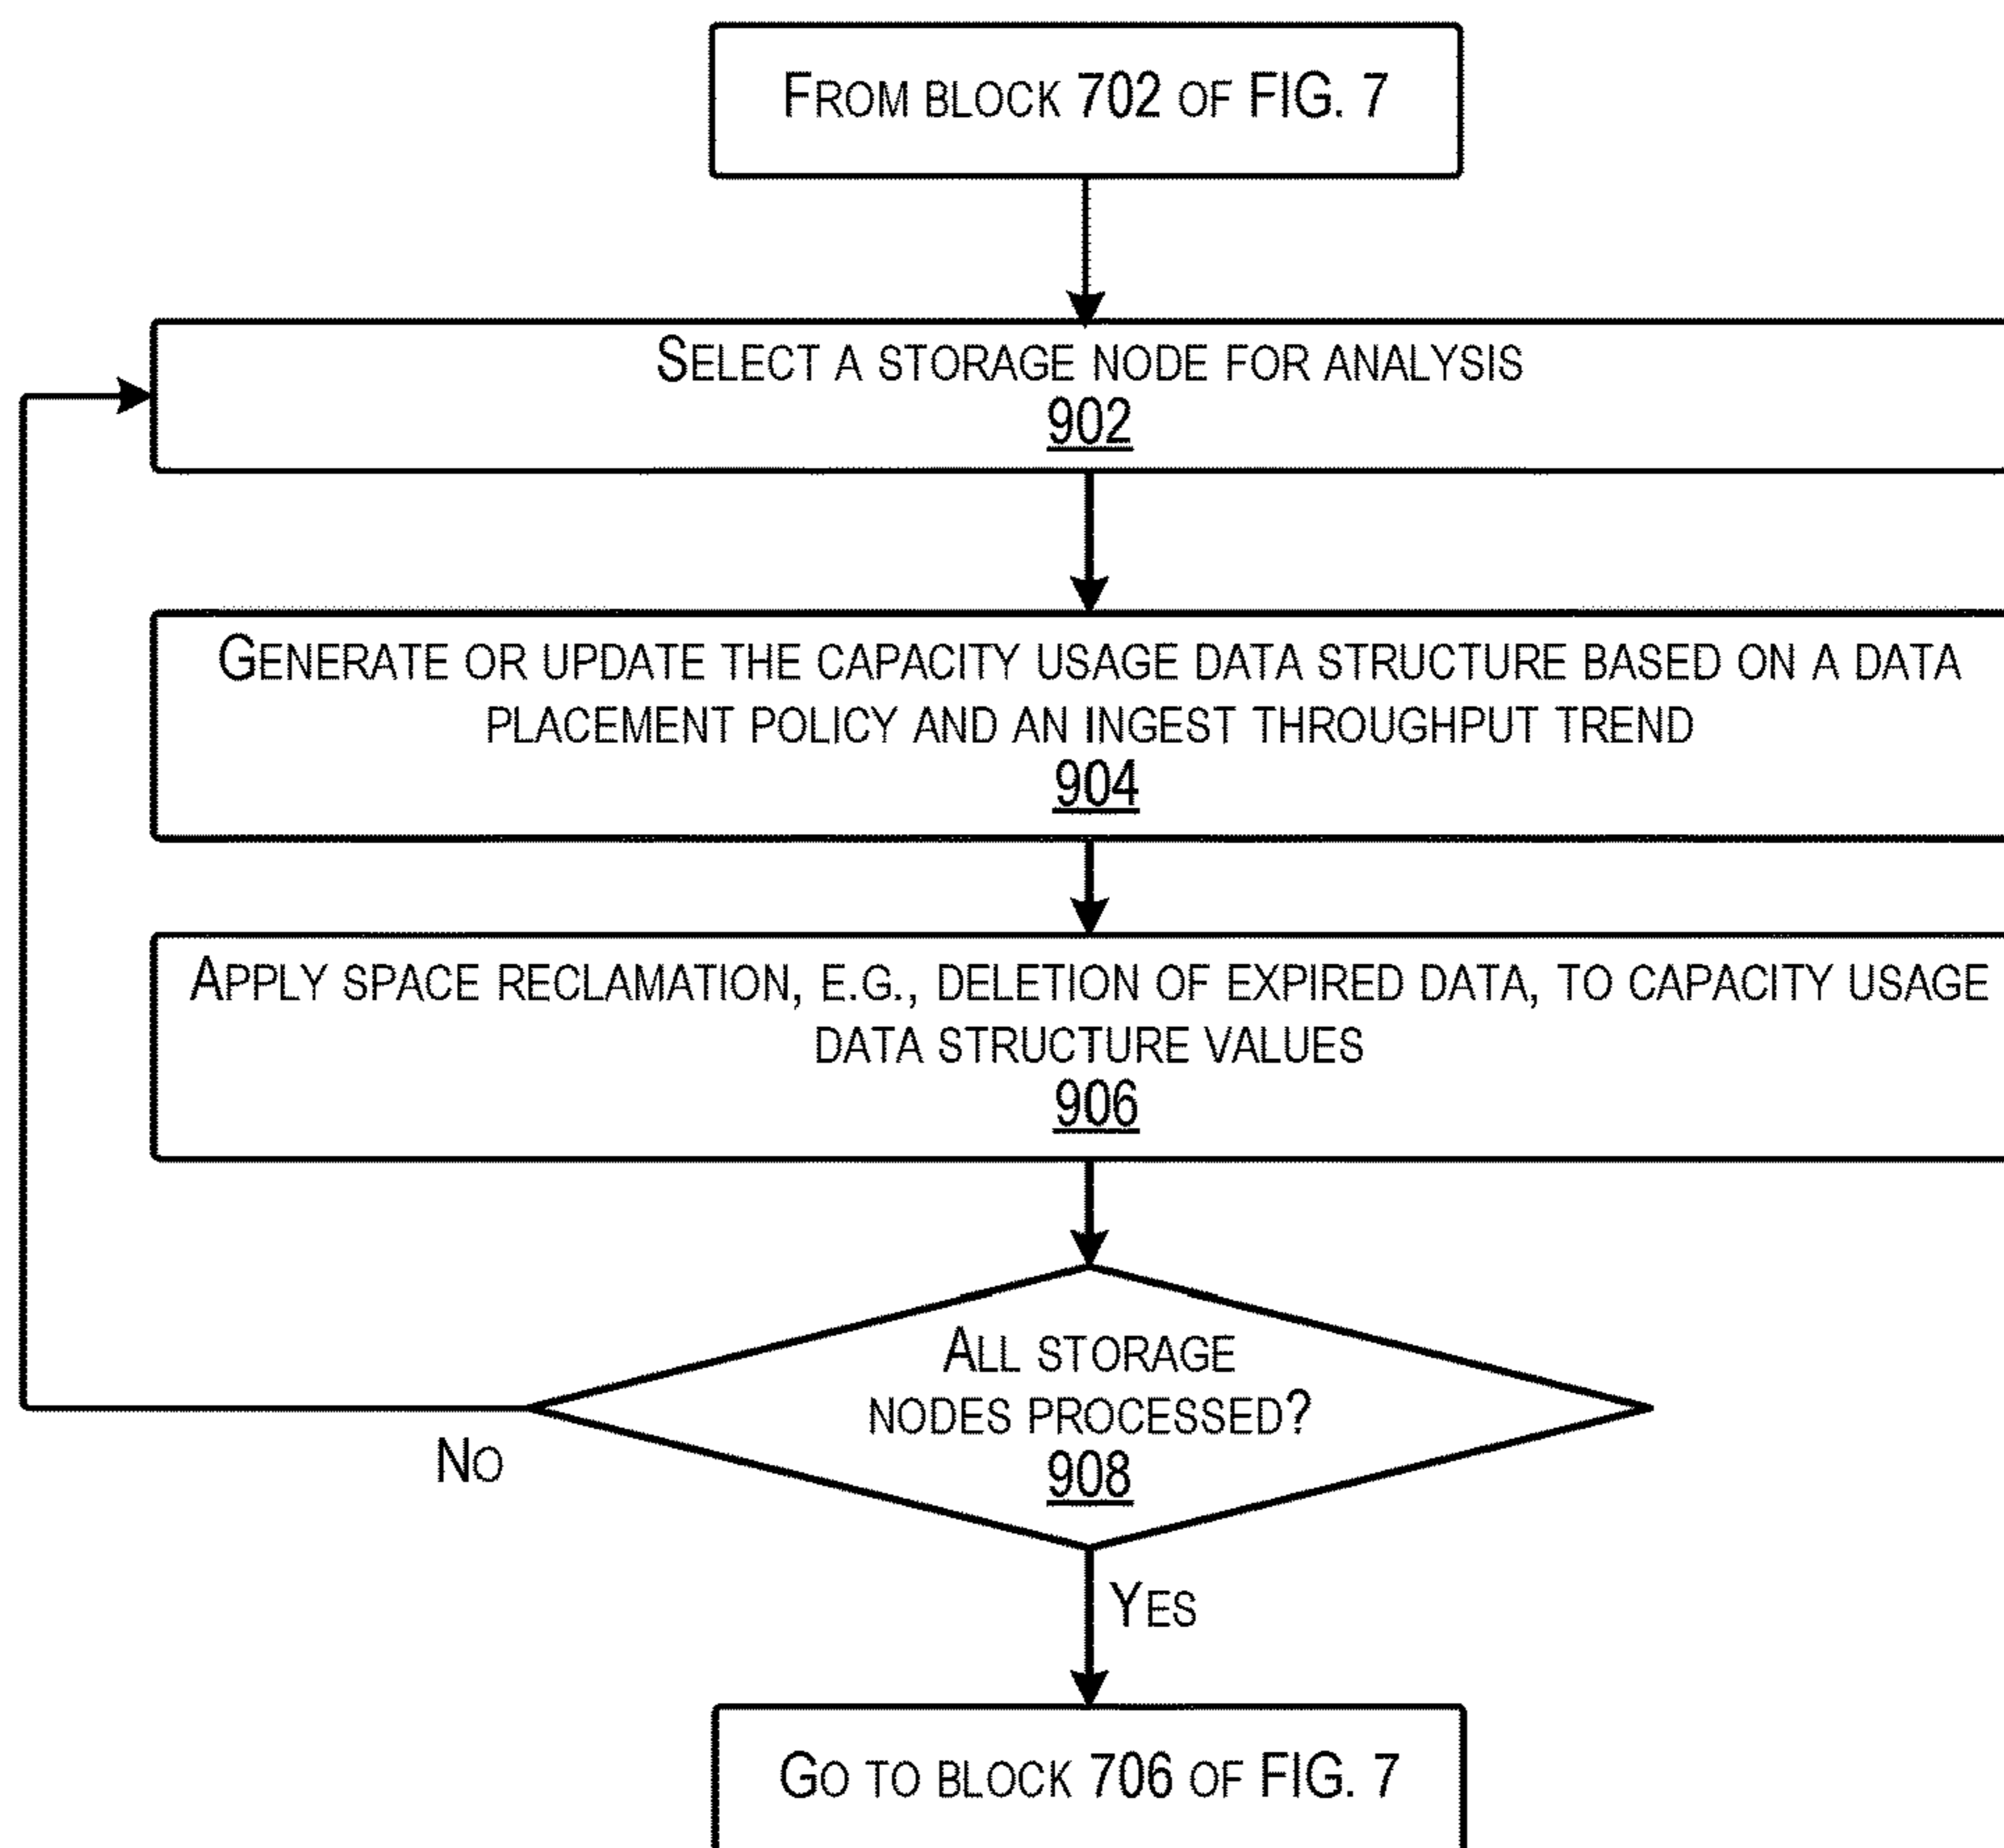 FROM BLOCK 702 OF FIG. 7
SELECT A STORAGE NODE FOR ANALYSIS
902
GENERATE OR UPDATE THE CAPACITY USAGE DATA STRUCTURE BASED ON A DATA
PLACEMENT POLICY AND AN INGEST THROUGHPUT TREND
904
APPLY SPACE RECLAMATION, E.G., DELETION OF EXPIRED DATA, TO CAPACITY USAGE
DATA STRUCTURE VALUES
906
ALL STORAGE
NODES PROCESSED?
908
NO
YES
GO TO BLOCK 706 OF FIG. 7